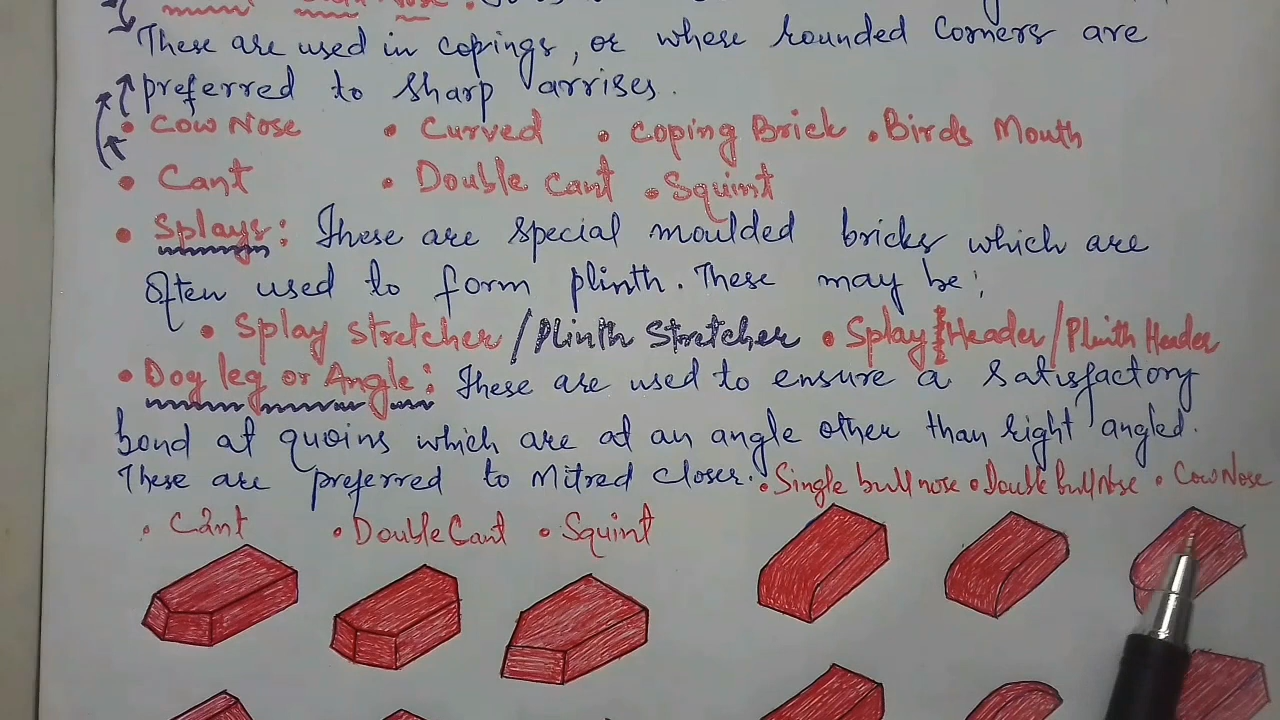 These are used in copings, or where rounded corners are
preferred to sharp arrises.
• Cow Nose • Curved • Coping Brick • Birds Mouth
• Cant • Double Cant • Squint
• Splays: These are special moulded bricks which are
often used to form plinth. These may be;
• Splay Stretcher/Plinth Stretcher • Splay Header/Plinth Header
• Dog leg or Angle: These are used to ensure a satisfactory
bond at quoins which are at an angle other than right angled.
These are preferred to Mitred closer.
• Single bull nose • Double Bull Nose • Cow Nose
• Cant • Double Cant • Squint